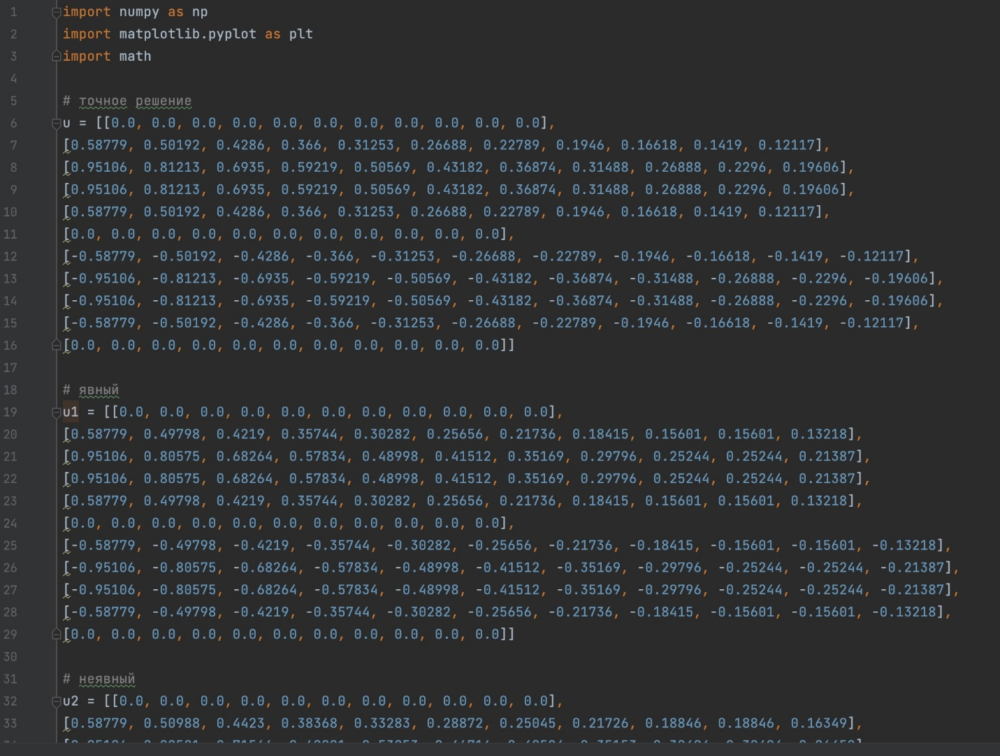 1 import numpy as np
2 import matplotlib.pyplot as plt
3 import math
4
5 # точное решение
6 u = [[0.0, 0.0, 0.0, 0.0, 0.0, 0.0, 0.0, 0.0, 0.0, 0.0, 0.0],
7 [0.58779, 0.50192, 0.4286, 0.366, 0.31253, 0.26688, 0.22789, 0.1946, 0.16618, 0.1419, 0.12117],
8 [0.95106, 0.81213, 0.6935, 0.59219, 0.50569, 0.43182, 0.36874, 0.31488, 0.26888, 0.2296, 0.19606],
9 [0.95106, 0.81213, 0.6935, 0.59219, 0.50569, 0.43182, 0.36874, 0.31488, 0.26888, 0.2296, 0.19606],
10 [0.58779, 0.50192, 0.4286, 0.366, 0.31253, 0.26688, 0.22789, 0.1946, 0.16618, 0.1419, 0.12117],
11 [0.0, 0.0, 0.0, 0.0, 0.0, 0.0, 0.0, 0.0, 0.0, 0.0, 0.0],
12 [-0.58779, -0.50192, -0.4286, -0.366, -0.31253, -0.26688, -0.22789, -0.1946, -0.16618, -0.1419, -0.12117],
13 [-0.95106, -0.81213, -0.6935, -0.59219, -0.50569, -0.43182, -0.36874, -0.31488, -0.26888, -0.2296, -0.19606],
14 [-0.95106, -0.81213, -0.6935, -0.59219, -0.50569, -0.43182, -0.36874, -0.31488, -0.26888, -0.2296, -0.19606],
15 [-0.58779, -0.50192, -0.4286, -0.366, -0.31253, -0.26688, -0.22789, -0.1946, -0.16618, -0.1419, -0.12117],
16 [0.0, 0.0, 0.0, 0.0, 0.0, 0.0, 0.0, 0.0, 0.0, 0.0, 0.0]]
17
18 # явный
19 u1 = [[0.0, 0.0, 0.0, 0.0, 0.0, 0.0, 0.0, 0.0, 0.0, 0.0, 0.0],
20 [0.58779, 0.49798, 0.4219, 0.35744, 0.30282, 0.25656, 0.21736, 0.18415, 0.15601, 0.15601, 0.13218],
21 [0.95106, 0.80575, 0.68264, 0.57834, 0.48998, 0.41512, 0.35169, 0.29796, 0.25244, 0.25244, 0.21387],
22 [0.95106, 0.80575, 0.68264, 0.57834, 0.48998, 0.41512, 0.35169, 0.29796, 0.25244, 0.25244, 0.21387],
23 [0.58779, 0.49798, 0.4219, 0.35744, 0.30282, 0.25656, 0.21736, 0.18415, 0.15601, 0.15601, 0.13218],
24 [0.0, 0.0, 0.0, 0.0, 0.0, 0.0, 0.0, 0.0, 0.0, 0.0, 0.0],
25 [-0.58779, -0.49798, -0.4219, -0.35744, -0.30282, -0.25656, -0.21736, -0.18415, -0.15601, -0.15601, -0.13218],
26 [-0.95106, -0.80575, -0.68264, -0.57834, -0.48998, -0.41512, -0.35169, -0.29796, -0.25244, -0.25244, -0.21387],
27 [-0.95106, -0.80575, -0.68264, -0.57834, -0.48998, -0.41512, -0.35169, -0.29796, -0.25244, -0.25244, -0.21387],
28 [-0.58779, -0.49798, -0.4219, -0.35744, -0.30282, -0.25656, -0.21736, -0.18415, -0.15601, -0.15601, -0.13218],
29 [0.0, 0.0, 0.0, 0.0, 0.0, 0.0, 0.0, 0.0, 0.0, 0.0, 0.0]]
30
31 # неявный
32 u2 = [[0.0, 0.0, 0.0, 0.0, 0.0, 0.0, 0.0, 0.0, 0.0, 0.0, 0.0],
33 [0.58779, 0.50988, 0.4423, 0.38368, 0.33283, 0.28872, 0.25045, 0.21726, 0.18846, 0.18846, 0.16349],